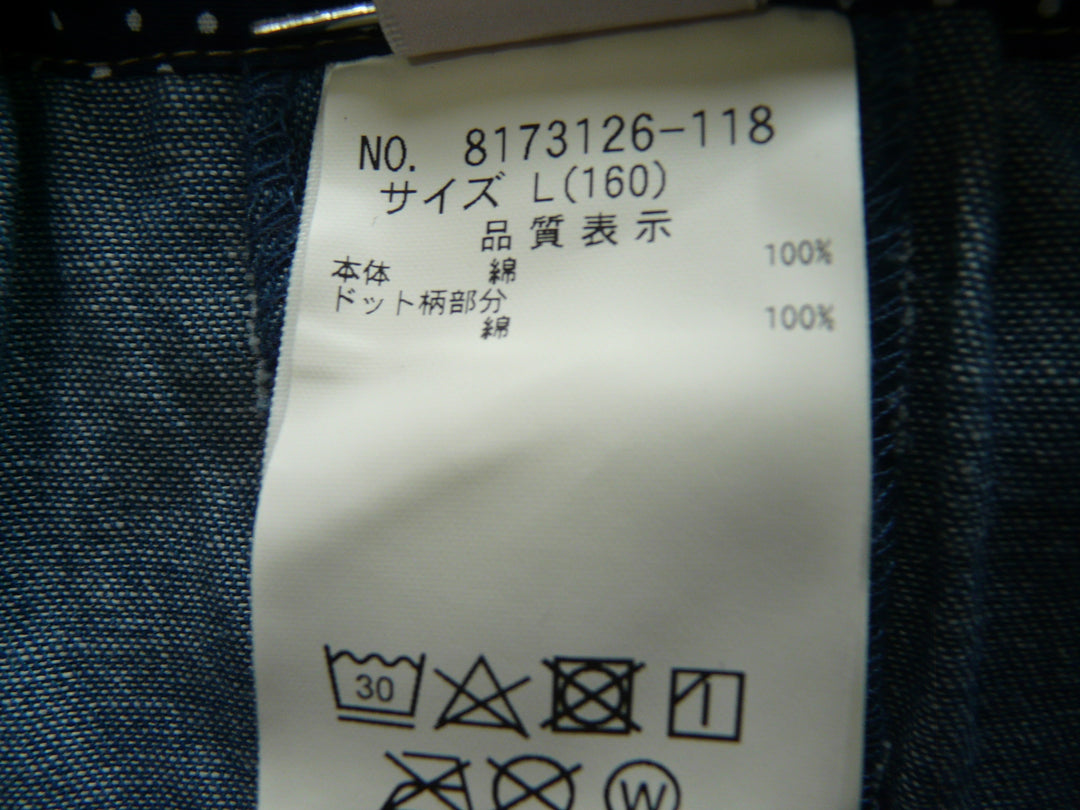 NO. 8173126-118
サイズ L(160)
品質表示
本体 綿 100%
ドット柄部分
綿 100%
30
W